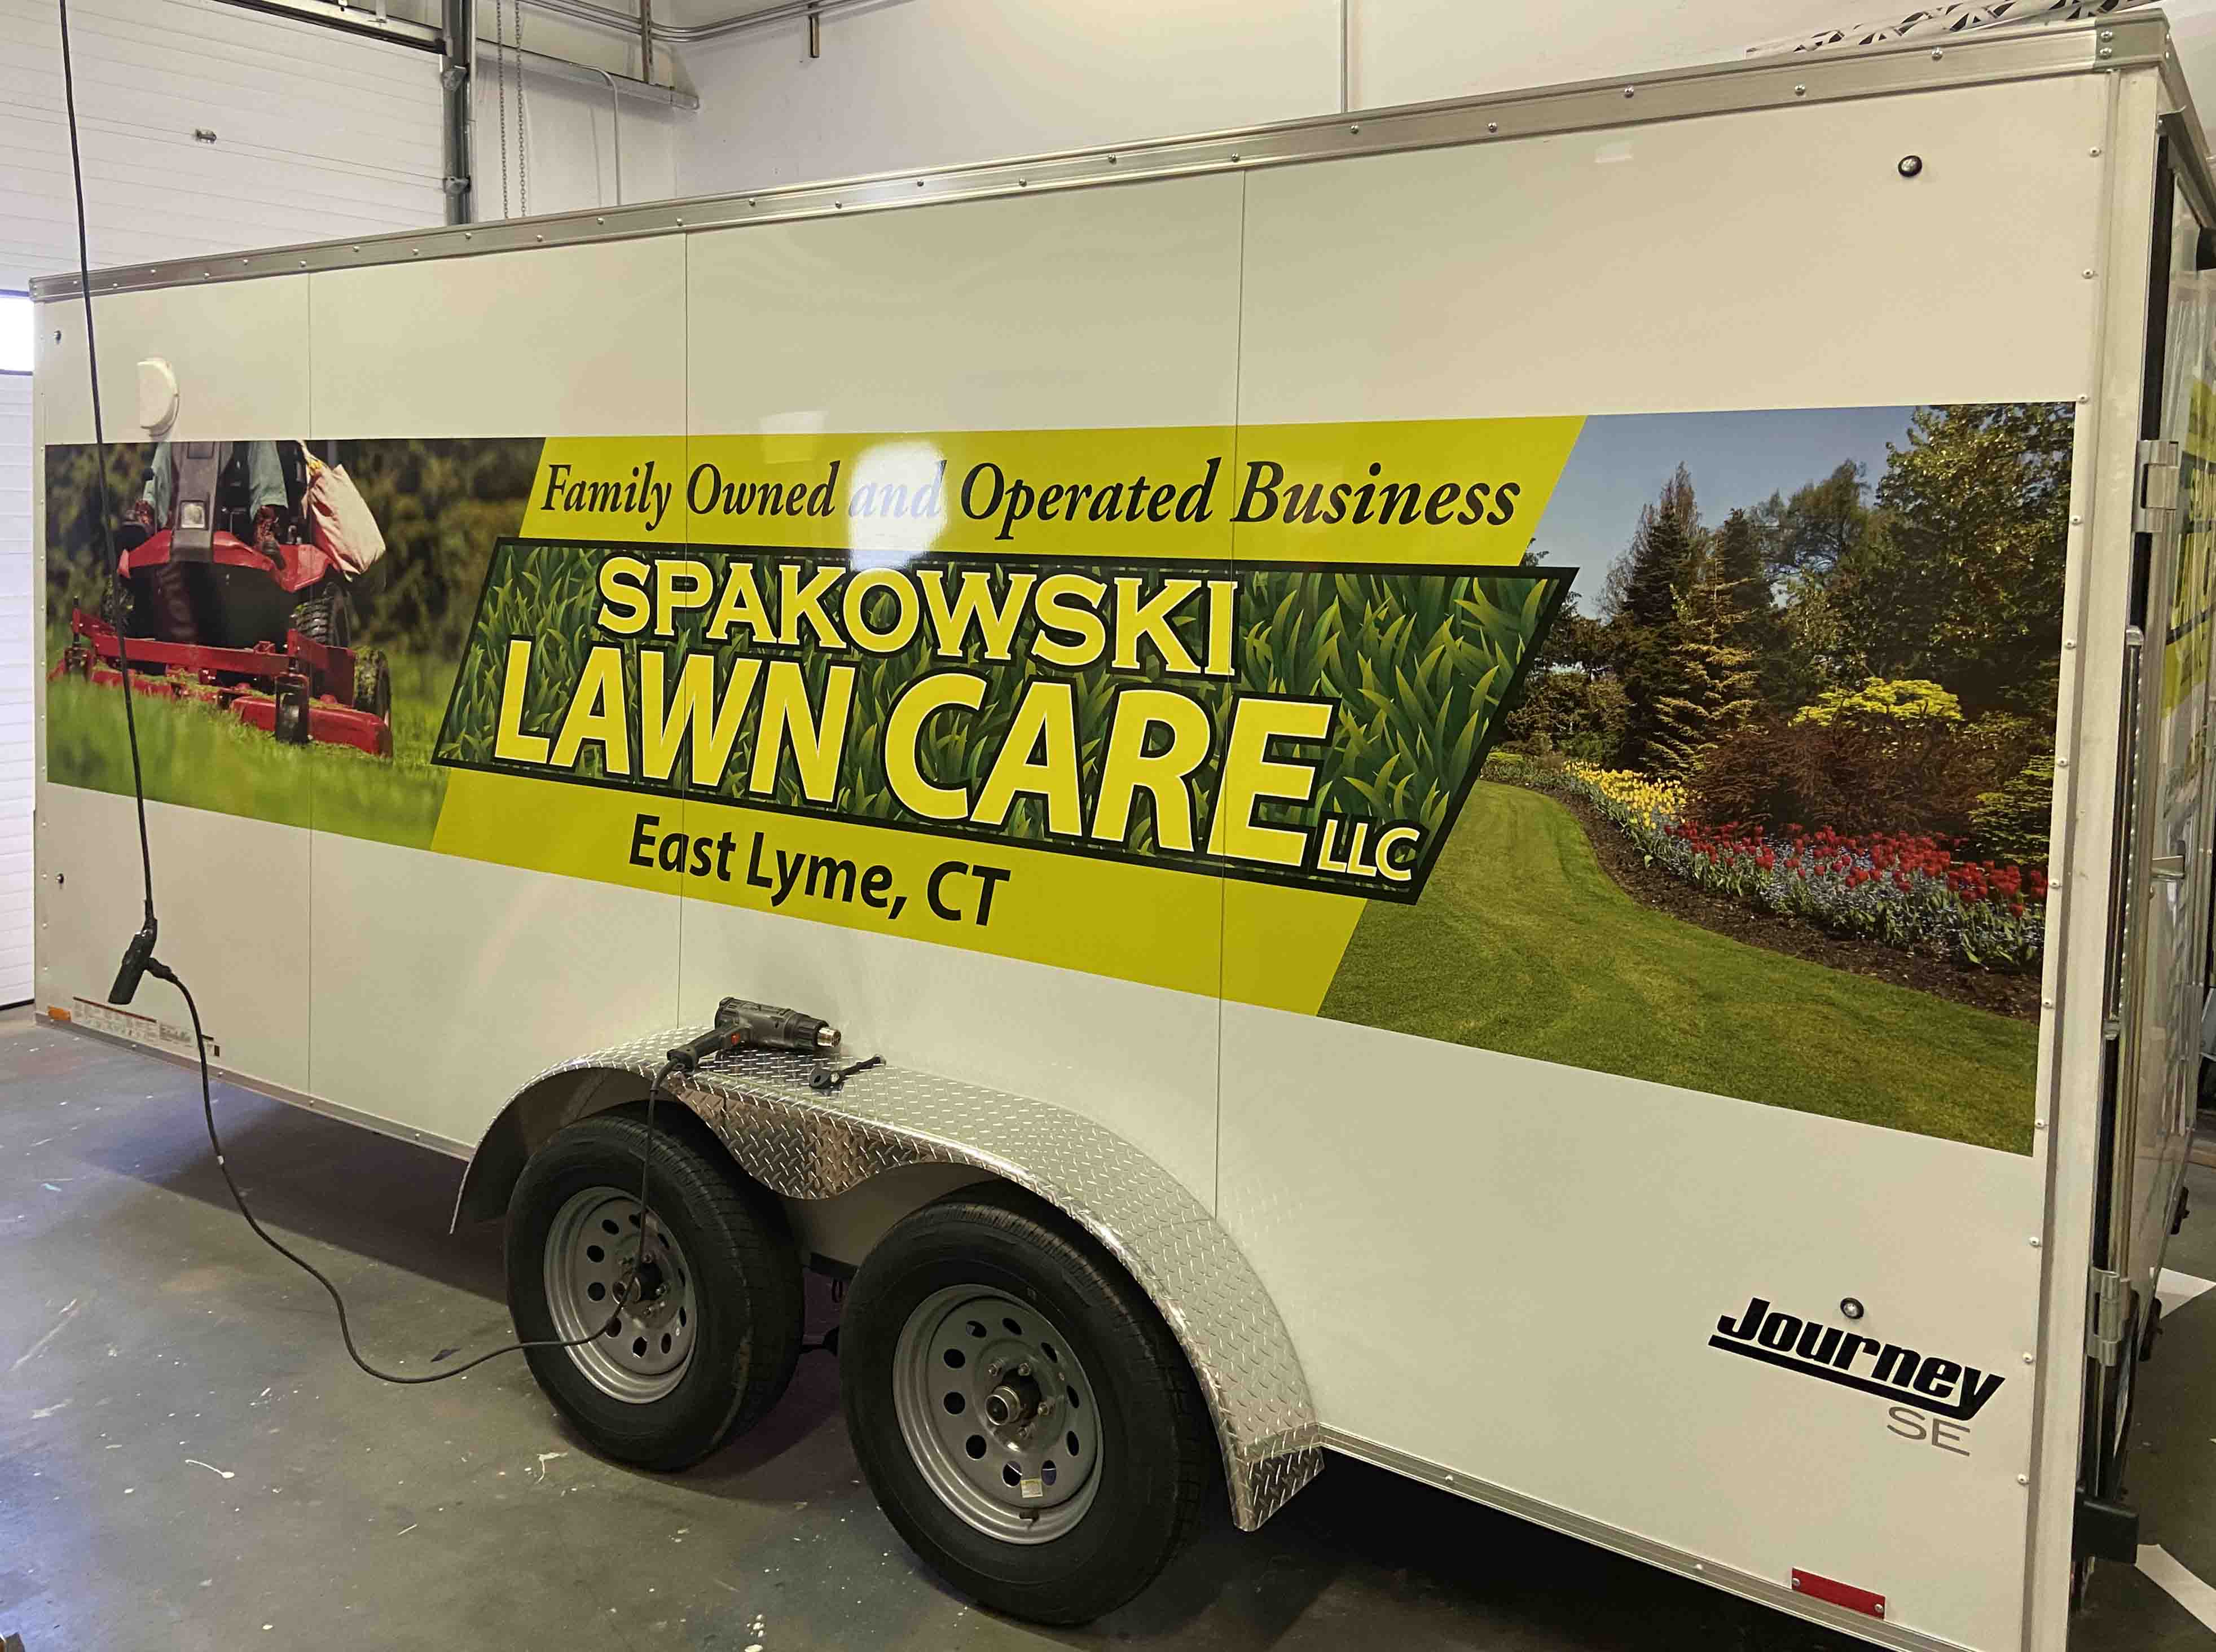 Family Owned and Operated Business
SPAKOWSKI
LAWN CARE LLC
East Lyme, CT
Journey
SE